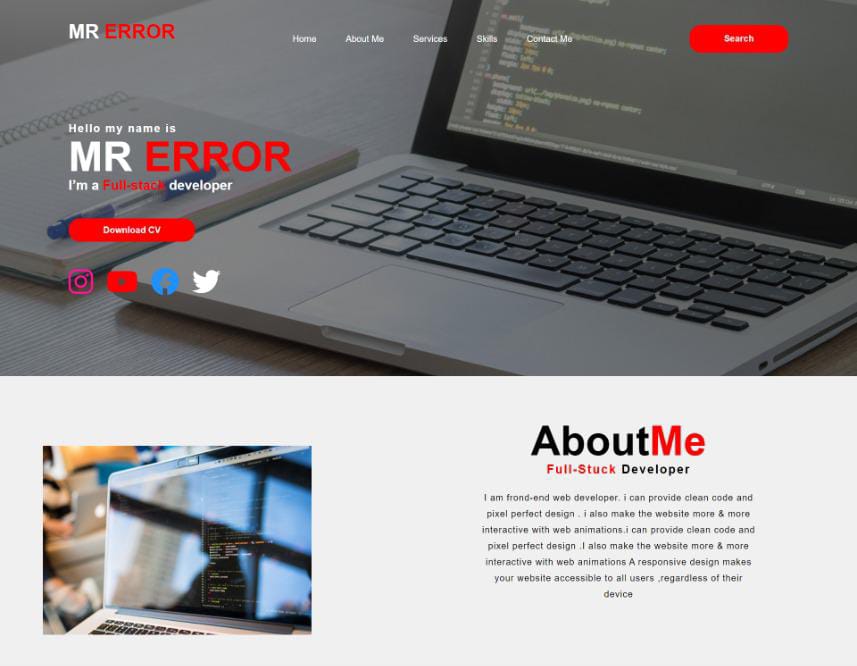 MR ERROR
Home About Me Services Skills Contact Me
Search
Hello my name is
MR ERROR
I'm a Full-stack developer
Download CV
AboutMe
Full-Stuck Developer
I am frond-end web developer. i can provide clean code and
pixel perfect design . i also make the website more & more
interactive with web animations.i can provide clean code and
pixel perfect design .I also make the website more & more
interactive with web animations A responsive design makes
your website accessible to all users ,regardless of their
device